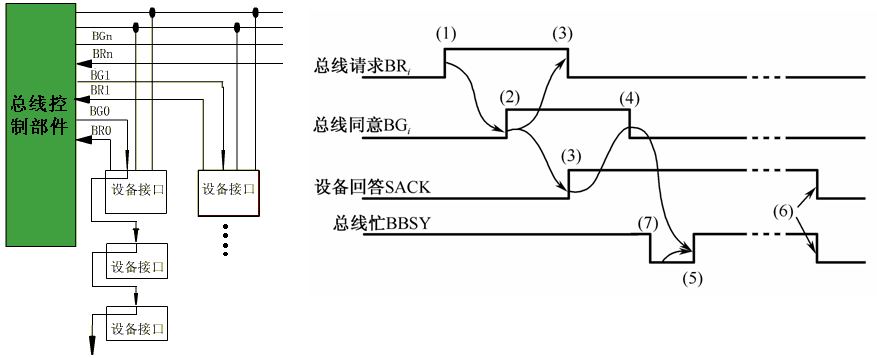 BGn
BRn
BG1
BR1
BG0
BR0
总线控
制部件
设备接口
设备接口
设备接口
设备接口
(1)
(3)
总线请求BRi
(2)
(4)
总线同意BGi
(3)
设备回答SACK
(6)
总线忙BBSY
(7)
(5)